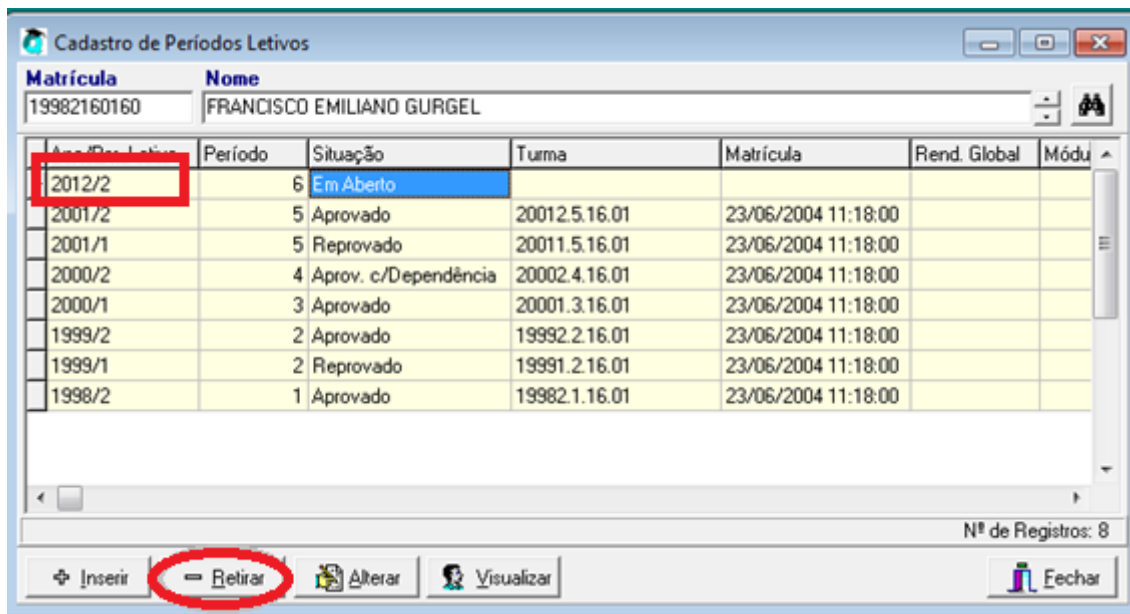 Cadastro de Períodos Letivos
Matrícula Nome
19982160160 FRANCISCO EMILIANO GURGEL
Ano/Per. Letivo Período Situação Turma Matrícula Rend. Global Módu
2012/2 6 Em Aberto
2001/2 5 Aprovado 20012.5.16.01 23/06/2004 11:18:00
2001/1 5 Reprovado 20011.5.16.01 23/06/2004 11:18:00
2000/2 4 Aprov. c/Dependência 20002.4.16.01 23/06/2004 11:18:00
2000/1 3 Aprovado 20001.3.16.01 23/06/2004 11:18:00
1999/2 2 Aprovado 19992.2.16.01 23/06/2004 11:18:00
1999/1 2 Reprovado 19991.2.16.01 23/06/2004 11:18:00
1998/2 1 Aprovado 19982.1.16.01 23/06/2004 11:18:00
Nº de Registros: 8
Inserir Retirar Alterar Visualizar Fechar